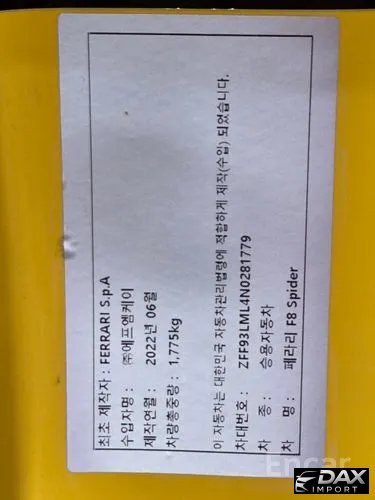 최초 제작자 : FERRARI S.p.A
수입자명 : ㈜에프엠케이
제작연월 : 2022년 06월
차량총중량 : 1,775kg
이 자동차는 대한민국 자동차관리법령에 적합하게 제작(수입) 되었습니다.
차대번호 : ZFF93LML4N0281779
차 종 : 승용자동차
차 명 : 페라리 F8 Spider
Encar
DAX
IMPORT